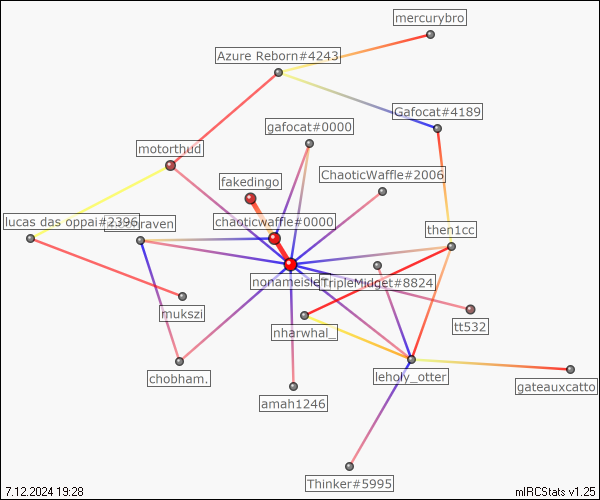 mercurybro
Azure Reborn#4243
Gafocat#4189
gafocat#0000
motorthud
ChaoticWaffle#2006
fakedingo
lucas das oppai#2396
raven
chaoticwaffle#0000
then1cc
nonameisle
TripleMidget#8824
mukszi
nharwhal_
tt532
chobham.
leholy_otter
gateauxcatto
amah1246
Thinker#5995
7.12.2024 19:28
mIRCStats v1.25